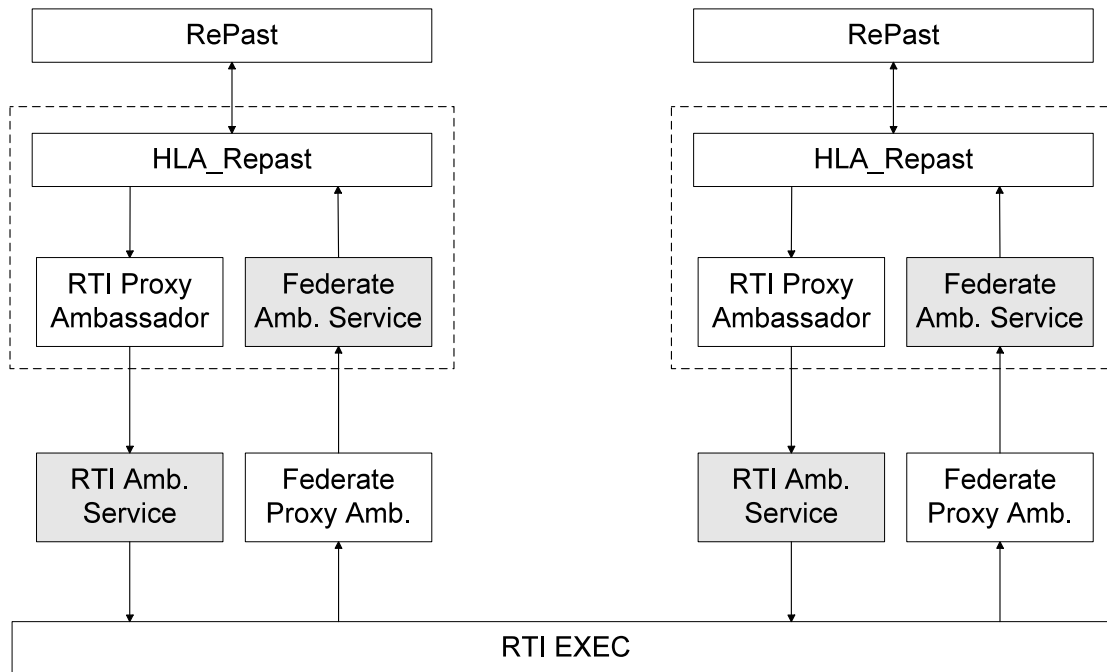 RePast
RePast
HLA_Repast
HLA_Repast
RTI Proxy
Ambassador
Federate
Amb. Service
RTI Proxy
Ambassador
Federate
Amb. Service
RTI Amb.
Service
Federate
Proxy Amb.
RTI Amb.
Service
Federate
Proxy Amb.
RTI EXEC